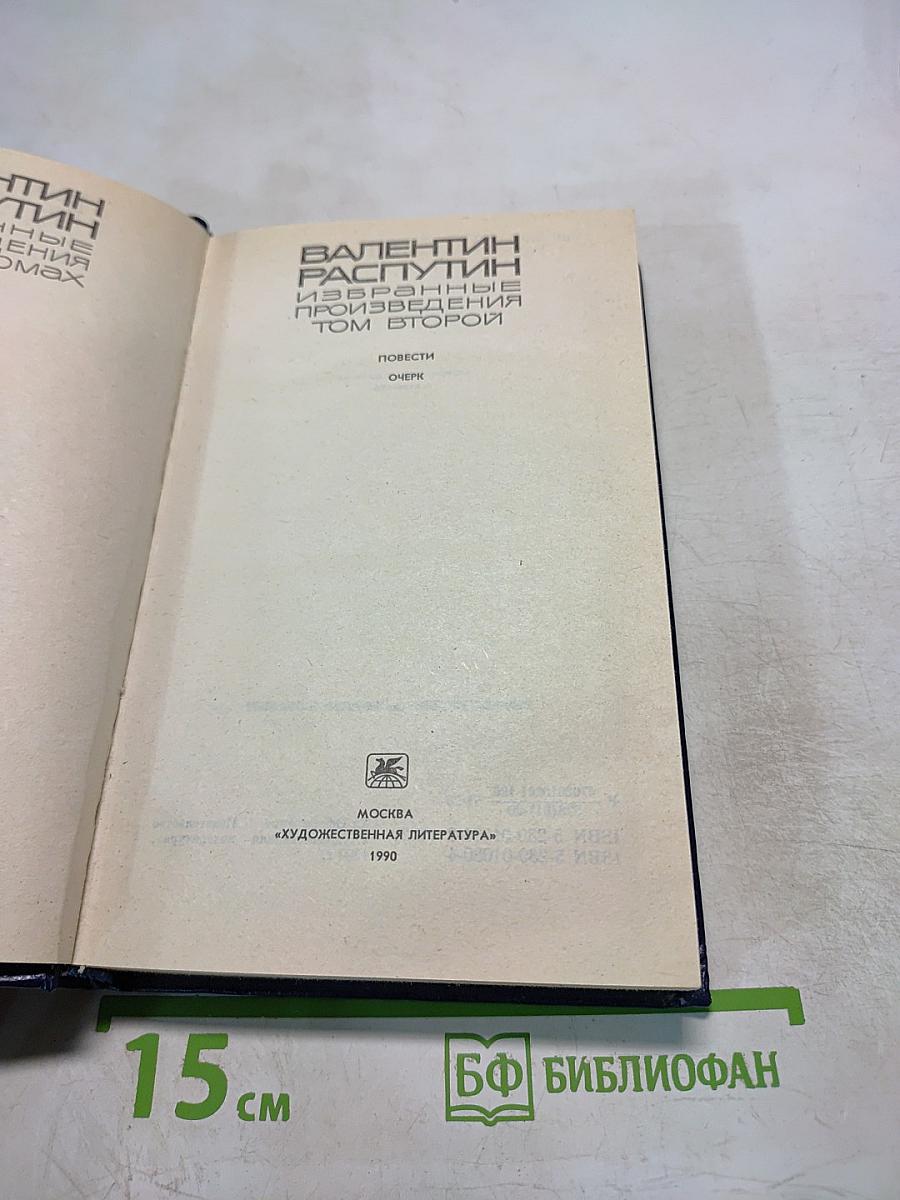 ВАЛЕНТИН
РАСПУТИН
ИЗБРАННЫЕ
ПРОИЗВЕДЕНИЯ
ТОМ ВТОРОЙ
ПОВЕСТИ
ОЧЕРК
МОСКВА
«ХУДОЖЕСТВЕННАЯ ЛИТЕРАТУРА»
1990
15 см
БФ БИБЛИОФАН